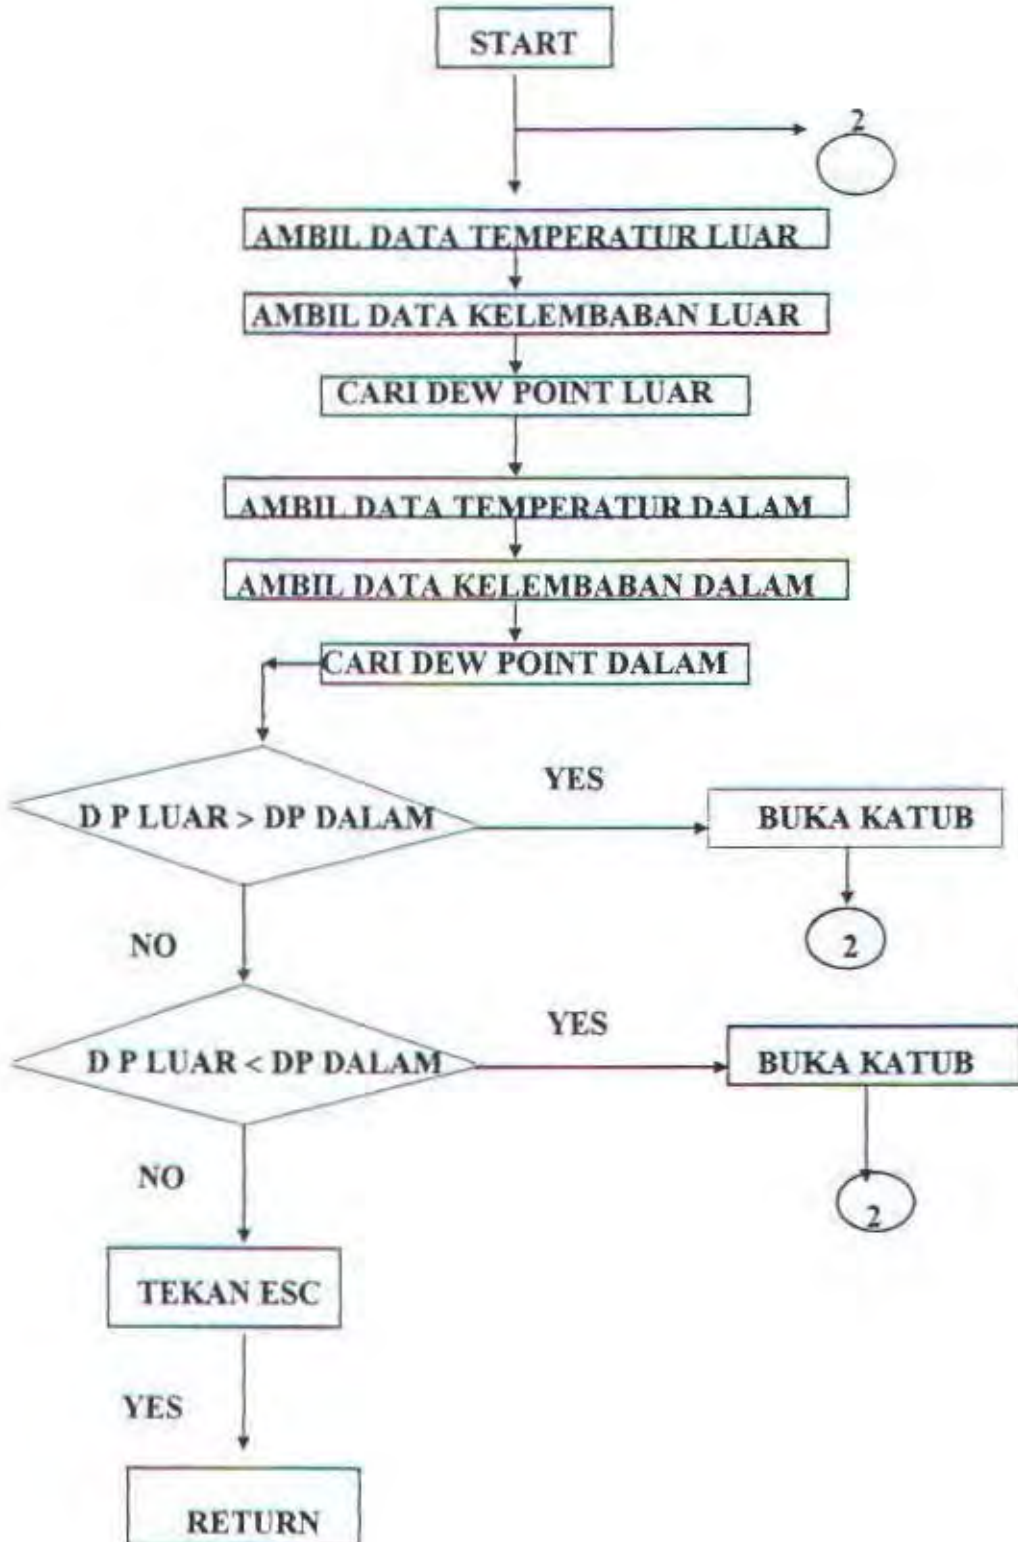 START
2
AMBIL DATA TEMPERATUR LUAR
AMBIL DATA KELEMBABAN LUAR
CARI DEW POINT LUAR
AMBIL DATA TEMPERATUR DALAM
AMBIL DATA KELEMBABAN DALAM
CARI DEW POINT DALAM
YES
D P LUAR > DP DALAM
BUKA KATUB
NO
2
YES
D P LUAR < DP DALAM
BUKA KATUB
NO
2
TEKAN ESC
YES
RETURN